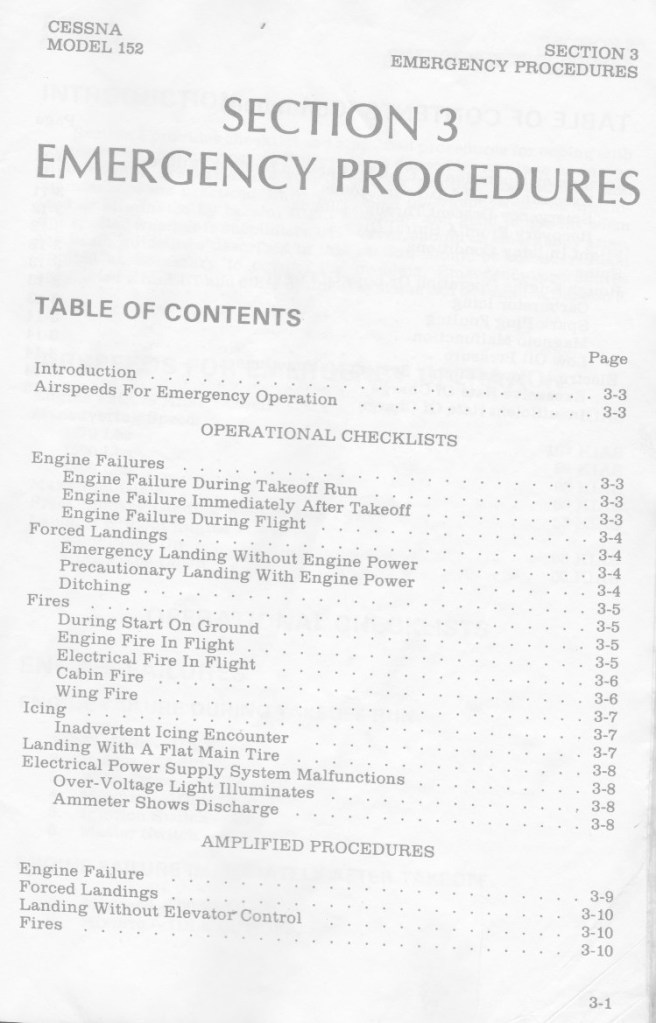 CESSNA
MODEL 152
SECTION 3
EMERGENCY PROCEDURES
SECTION 3
EMERGENCY PROCEDURES
TABLE OF CONTENTS
Page
Introduction . . . . . . . . . . . . . . . . . . 3-3
Airspeeds For Emergency Operation . . . . . . . . . . 3-3
OPERATIONAL CHECKLISTS
Engine Failures . . . . . . . . . . . . . . . . . . 3-3
Engine Failure During Takeoff Run . . . . . . . . . . 3-3
Engine Failure Immediately After Takeoff . . . . . . . . 3-3
Engine Failure During Flight . . . . . . . . . . . . 3-4
Forced Landings . . . . . . . . . . . . . . . . . . 3-4
Emergency Landing Without Engine Power . . . . . . . . 3-4
Precautionary Landing With Engine Power . . . . . . . . 3-4
Ditching . . . . . . . . . . . . . . . . . . . 3-5
Fires . . . . . . . . . . . . . . . . . . . . . 3-5
During Start On Ground . . . . . . . . . . . . . . 3-5
Engine Fire In Flight . . . . . . . . . . . . . . . 3-5
Electrical Fire In Flight . . . . . . . . . . . . . . 3-6
Cabin Fire . . . . . . . . . . . . . . . . . . . 3-6
Wing Fire . . . . . . . . . . . . . . . . . . . 3-7
Icing . . . . . . . . . . . . . . . . . . . . . 3-7
Inadvertent Icing Encounter . . . . . . . . . . . . 3-7
Landing With A Flat Main Tire . . . . . . . . . . . . 3-8
Electrical Power Supply System Malfunctions . . . . . . . 3-8
Over-Voltage Light Illuminates . . . . . . . . . . . . 3-8
Ammeter Shows Discharge . . . . . . . . . . . . . 3-8
AMPLIFIED PROCEDURES
Engine Failure . . . . . . . . . . . . . . . . . . 3-9
Forced Landings . . . . . . . . . . . . . . . . . . 3-10
Landing Without Elevator Control . . . . . . . . . . . 3-10
Fires . . . . . . . . . . . . . . . . . . . . . 3-10
3-1